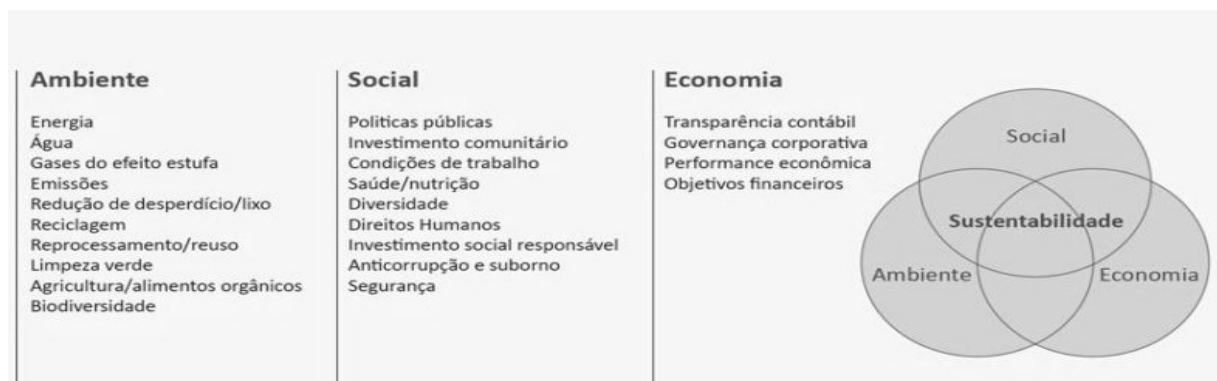 Ambiente
Energia
Água
Gases do efeito estufa
Emissões
Redução de desperdício/lixo
Reciclagem
Reprocessamento/reuso
Limpeza verde
Agricultura/alimentos orgânicos
Biodiversidade
Social
Politicas públicas
Investimento comunitário
Condições de trabalho
Saúde/nutrição
Diversidade
Direitos Humanos
Investimento social responsável
Anticorrupção e suborno
Segurança
Economia
Transparência contábil
Governança corporativa
Performance econômica
Objetivos financeiros
Social
Sustentabilidade
Ambiente
Economia